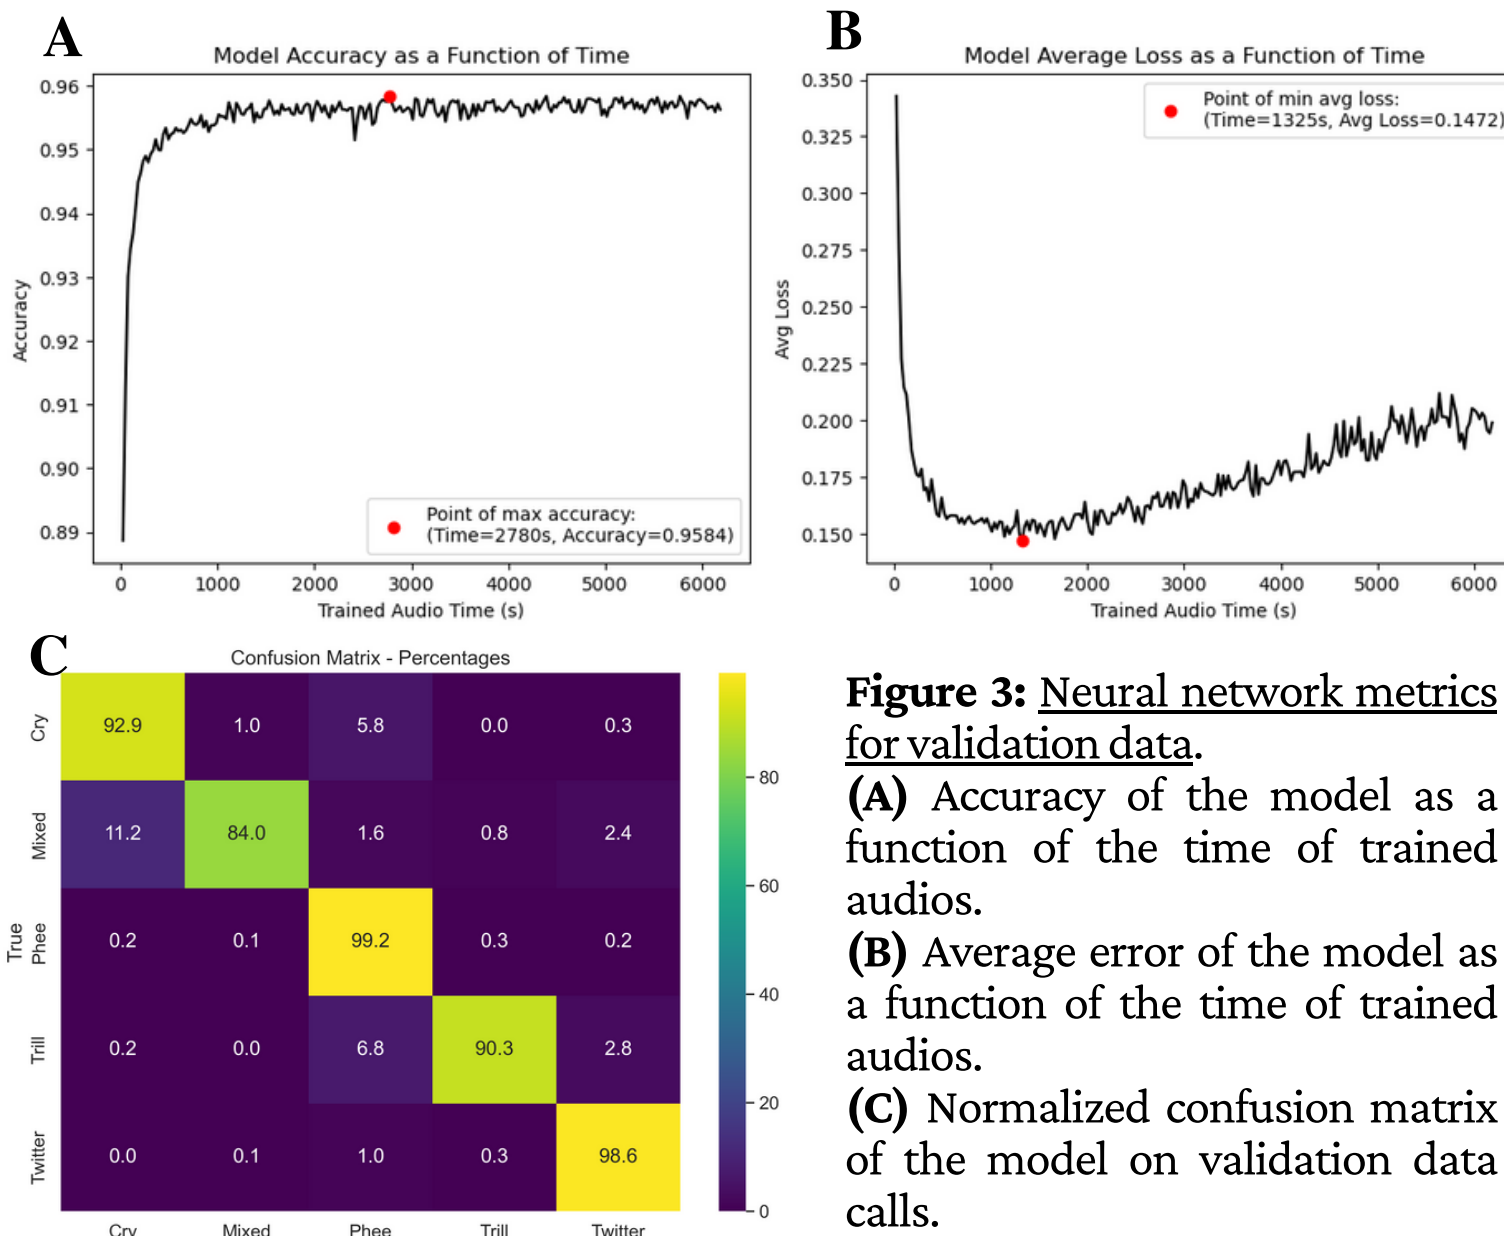 A
Model Accuracy as a Function of Time
0.96
0.95
0.94
0.93
0.92
0.91
0.90
0.89
Accuracy
Point of max accuracy:
(Time=2780s, Accuracy=0.9584)
0 1000 2000 3000 4000 5000 6000
Trained Audio Time (s)
B
Model Average Loss as a Function of Time
0.350
0.325
0.300
0.275
0.250
0.225
0.200
0.175
0.150
Avg Loss
Point of min avg loss:
(Time=1325s, Avg Loss=0.1472)
0 1000 2000 3000 4000 5000 6000
Trained Audio Time (s)
C
Confusion Matrix - Percentages
True
Cry 92.9 1.0 5.8 0.0 0.3
Mixed 11.2 84.0 1.6 0.8 2.4
Phee 0.2 0.1 99.2 0.3 0.2
Trill 0.2 0.0 6.8 90.3 2.8
Twitter 0.0 0.1 1.0 0.3 98.6
Cry Mixed Phee Trill Twitter
80
60
40
20
0
Figure 3: Neural network metrics
for validation data.
(A) Accuracy of the model as a
function of the time of trained
audios.
(B) Average error of the model as
a function of the time of trained
audios.
(C) Normalized confusion matrix
of the model on validation data
calls.